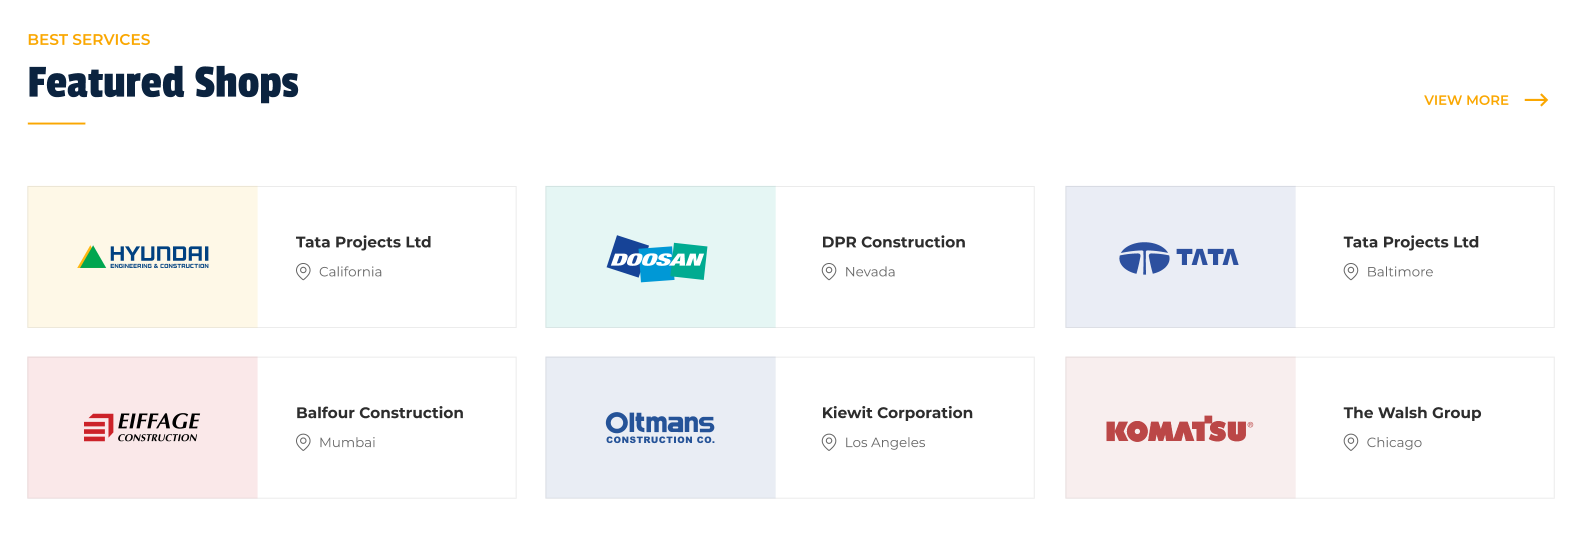 BEST SERVICES
Featured Shops
VIEW MORE
HYUNDAI
ENGINEERING & CONSTRUCTION
Tata Projects Ltd
California
DOOSAN
DPR Construction
Nevada
TATA
Tata Projects Ltd
Baltimore
EIFFAGE
CONSTRUCTION
Balfour Construction
Mumbai
Oltmans
CONSTRUCTION CO.
Kiewit Corporation
Los Angeles
KOMATSU®
The Walsh Group
Chicago